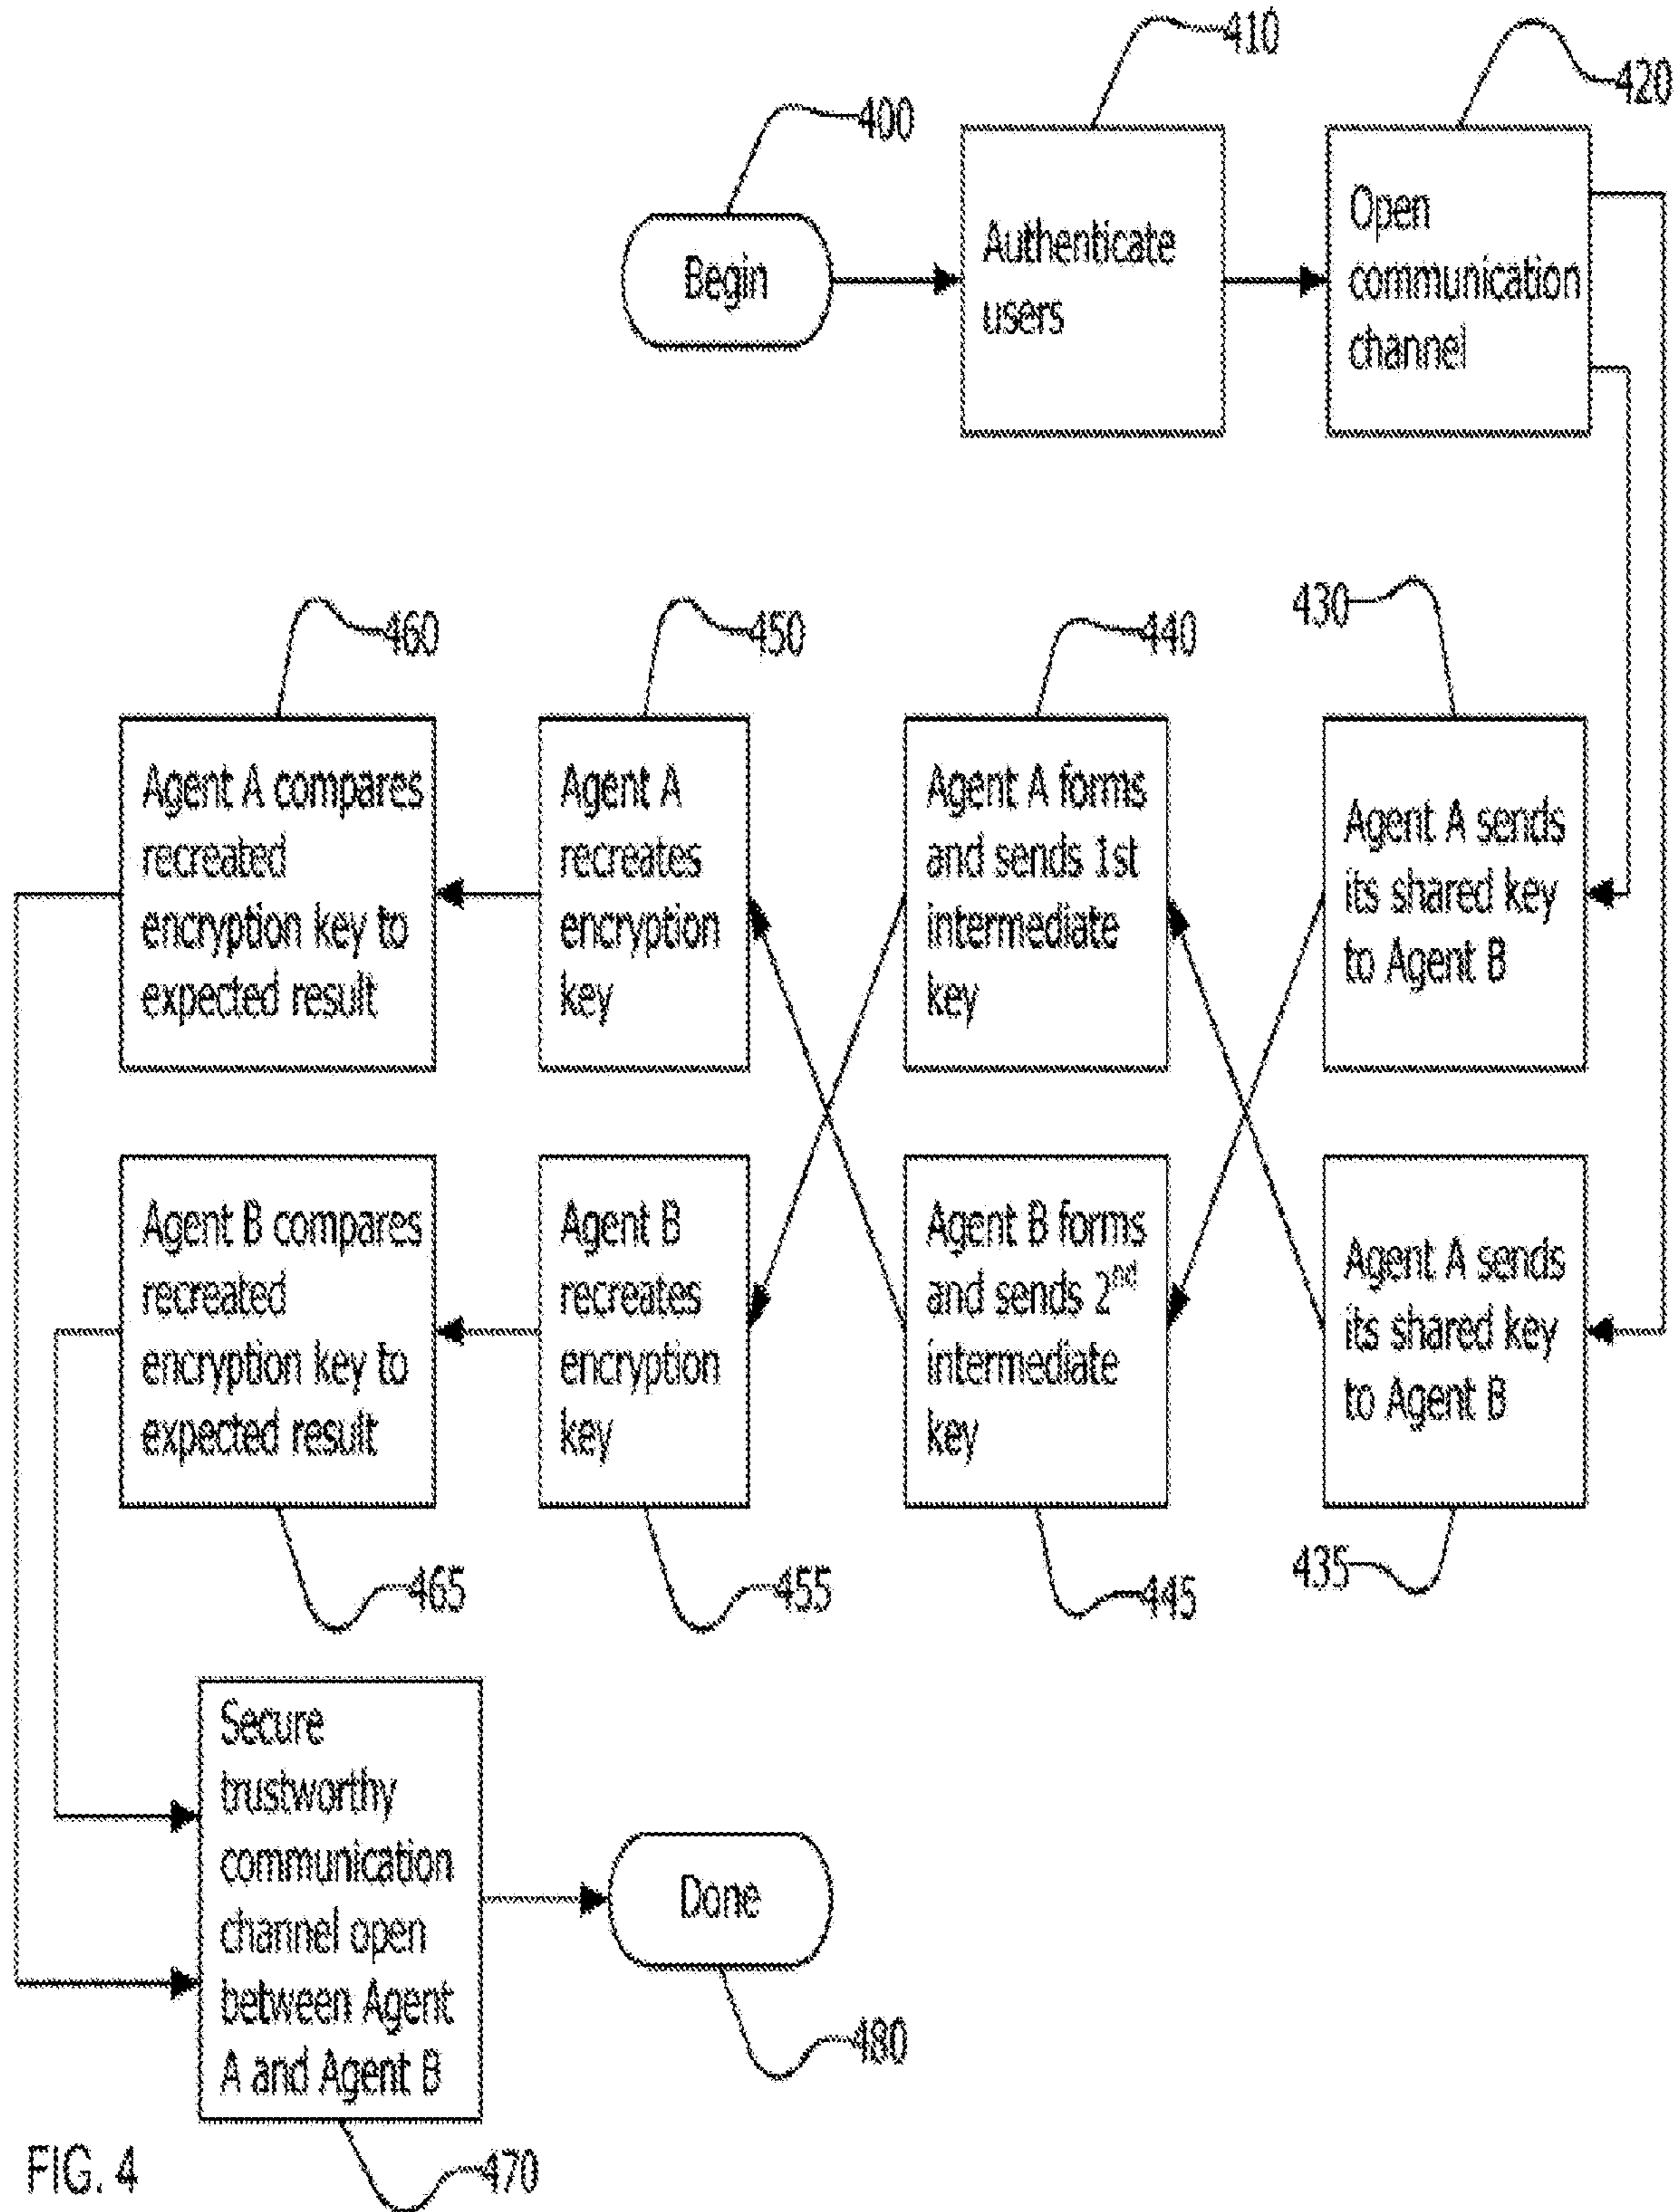 410
420
400
Begin
Authenticate
users
Open
communication
channel
460
450
440
430
Agent A compares
recreated
encryption key to
expected result
Agent A
recreates
encryption
key
Agent A forms
and sends 1st
intermediate
key
Agent A sends
its shared key
to Agent B
Agent B compares
recreated
encryption key to
expected result
Agent B
recreates
encryption
key
Agent B forms
and sends 2nd
intermediate
key
Agent A sends
its shared key
to Agent B
465
455
445
435
Secure
trustworthy
communication
channel open
between Agent
A and Agent B
Done
480
470
FIG. 4